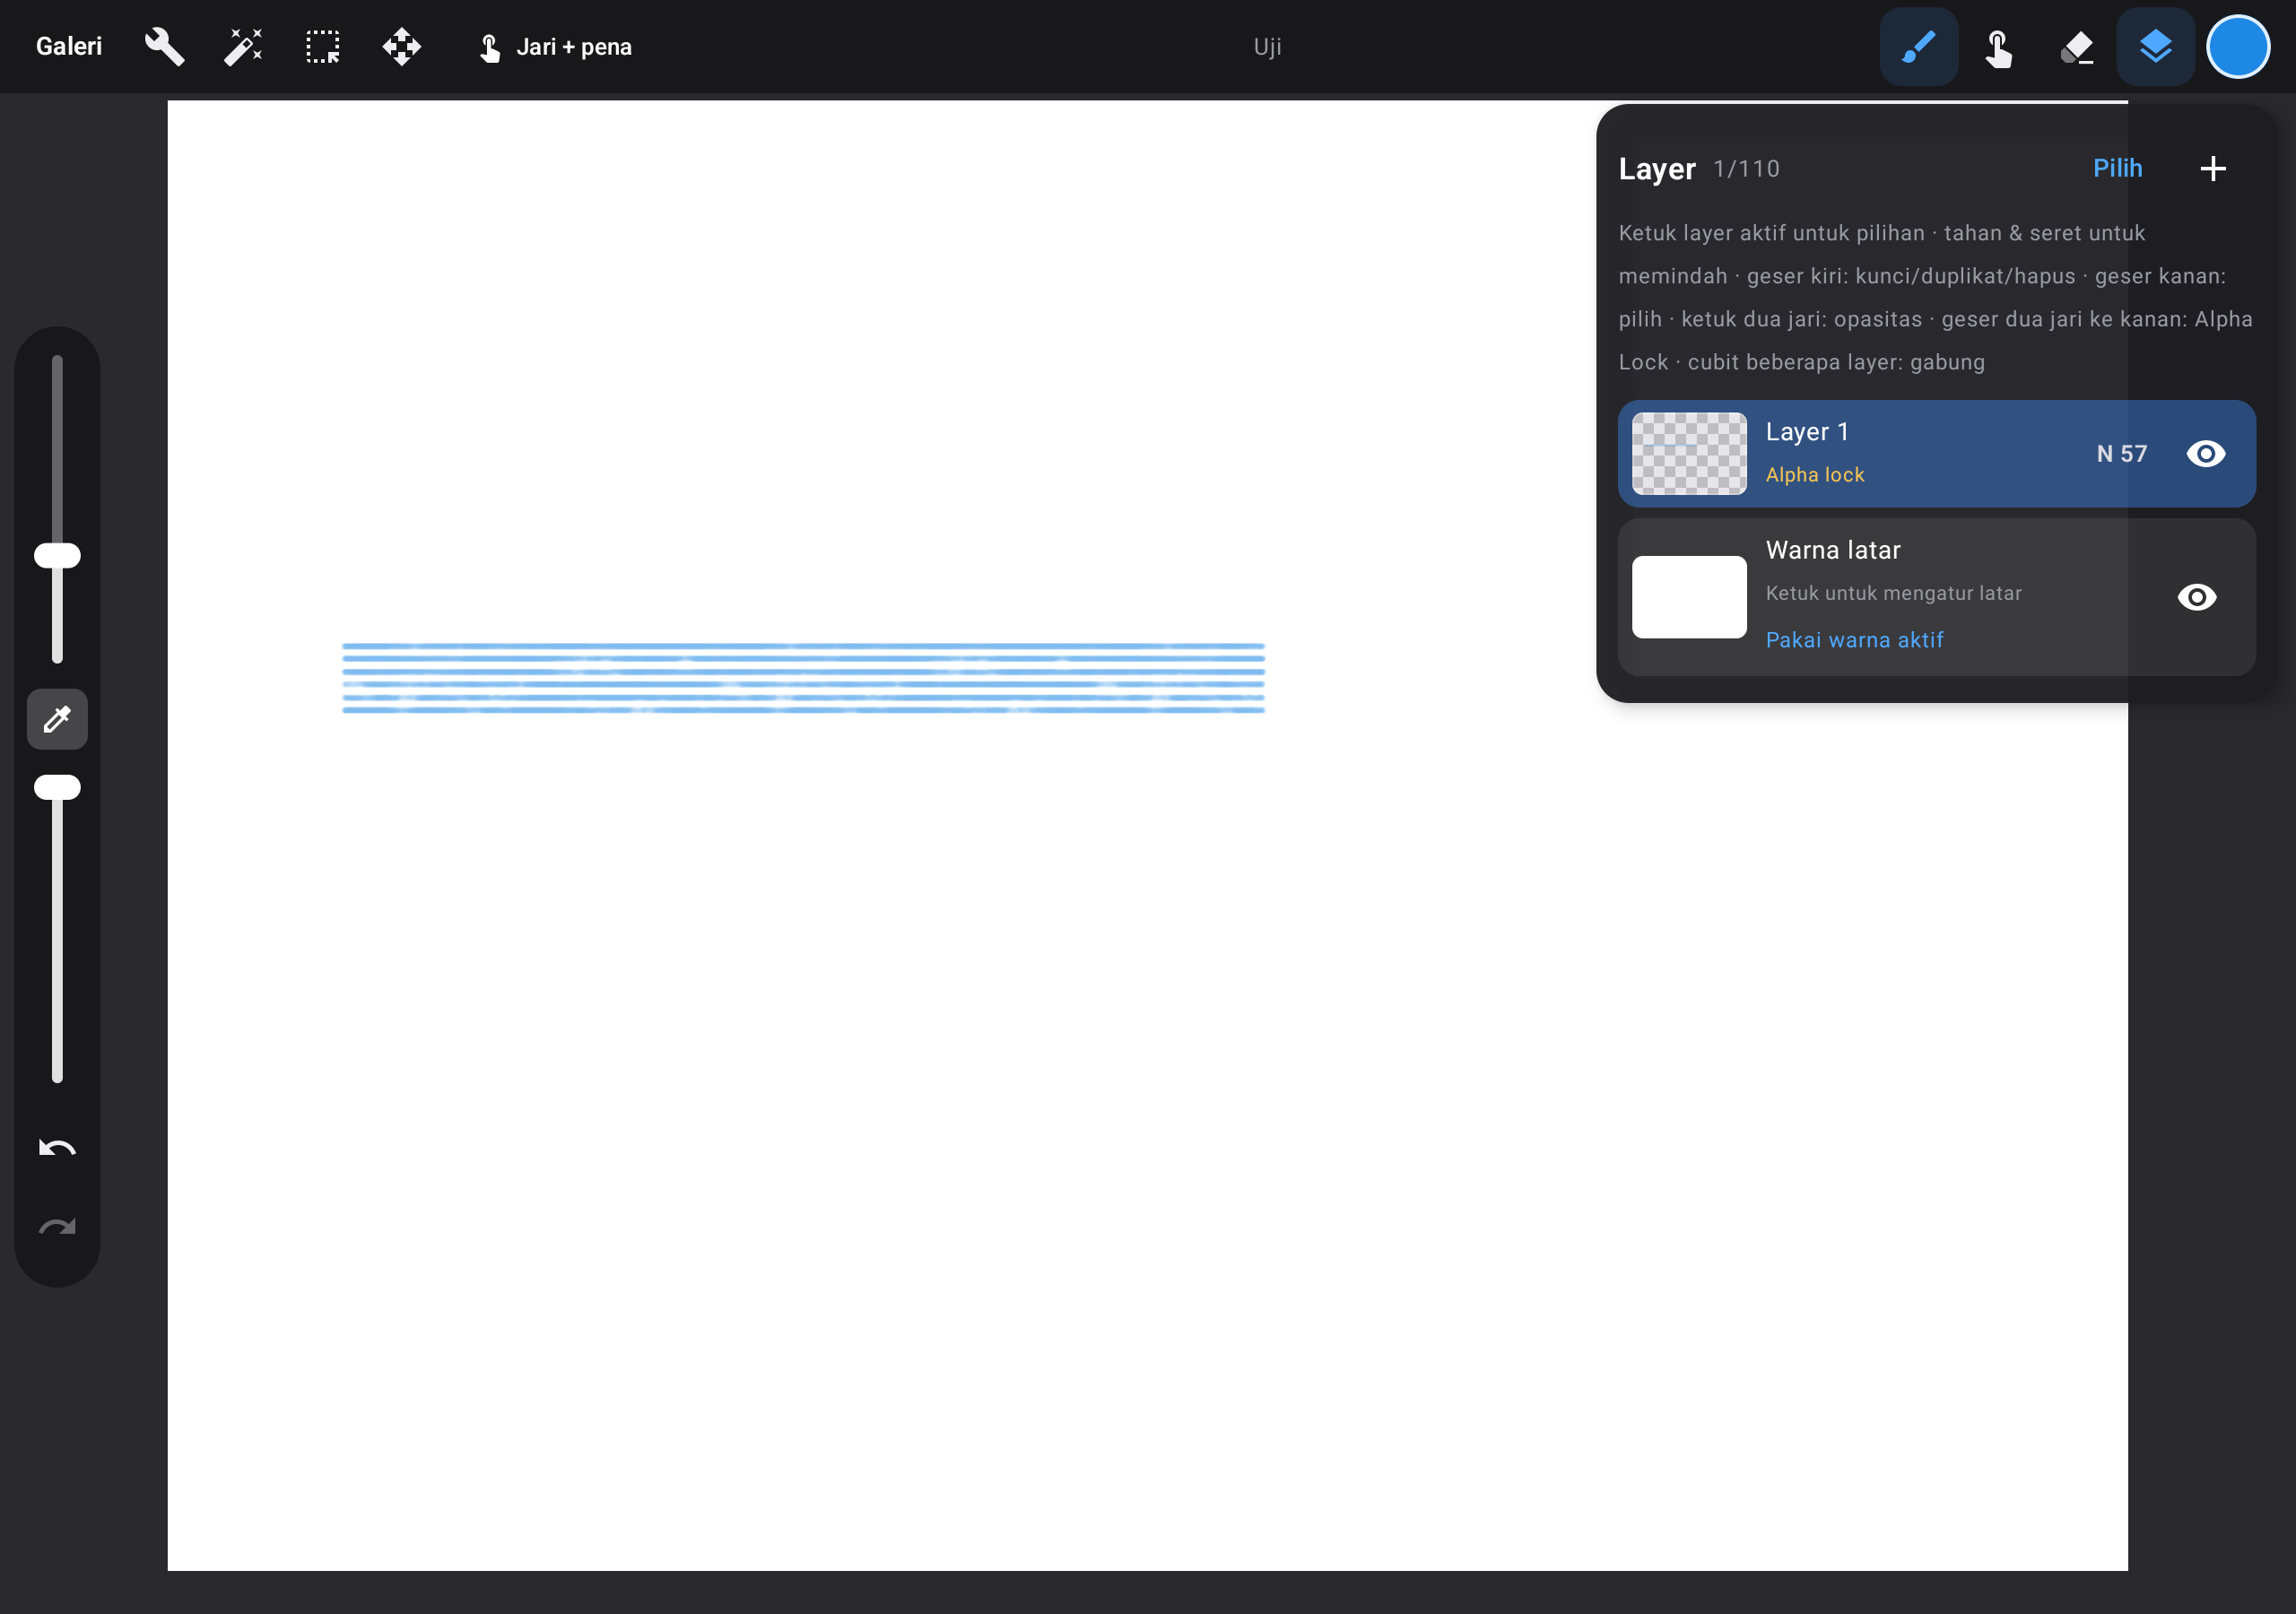 Galeri
Jari + pena
Uji
Layer 1/110
Pilih
Ketuk layer aktif untuk pilihan · tahan & seret untuk
memindah · geser kiri: kunci/duplikat/hapus · geser kanan:
pilih · ketuk dua jari: opasitas · geser dua jari ke kanan: Alpha
Lock · cubit beberapa layer: gabung
Layer 1
Alpha lock
N 57
Warna latar
Ketuk untuk mengatur latar
Pakai warna aktif